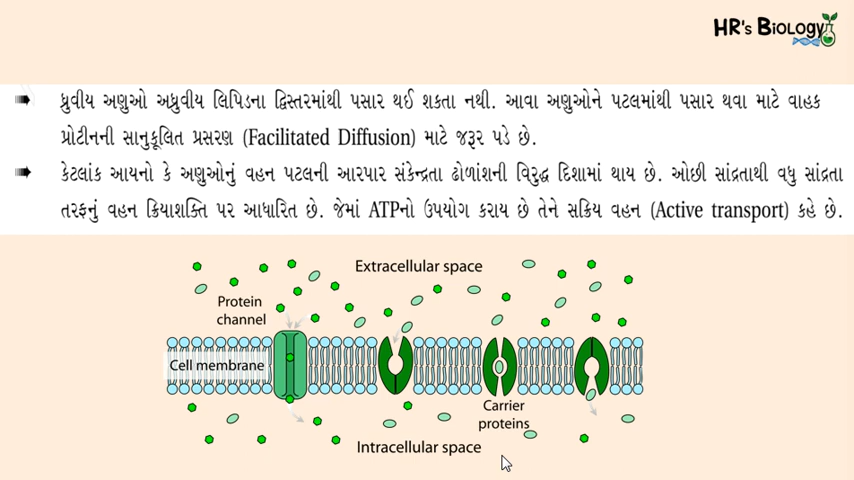 HR's Biology
ધ્રુવીય અણુઓ અધ્રુવીય લિપિડના દ્વિસ્તરમાંથી પસાર થઈ શકતા નથી. આવા અણુઓને પટલમાંથી પસાર થવા માટે વાહક
પ્રોટીનની સાનુકૂલિત પ્રસરણ (Facilitated Diffusion) માટે જરૂર પડે છે.
કેટલાંક આયનો કે અણુઓનું વહન પટલની આરપાર સંકેન્દ્રતા ઢોળાંશની વિરુદ્ધ દિશામાં થાય છે. ઓછી સાંદ્રતાથી વધુ સાંદ્રતા
તરફનું વહન ક્રિયાશક્તિ પર આધારિત છે. જેમાં ATPનો ઉપયોગ કરાય છે તેને સક્રિય વહન (Active transport) કહે છે.
Extracellular space
Protein
channel
Cell membrane
Carrier
proteins
Intracellular space